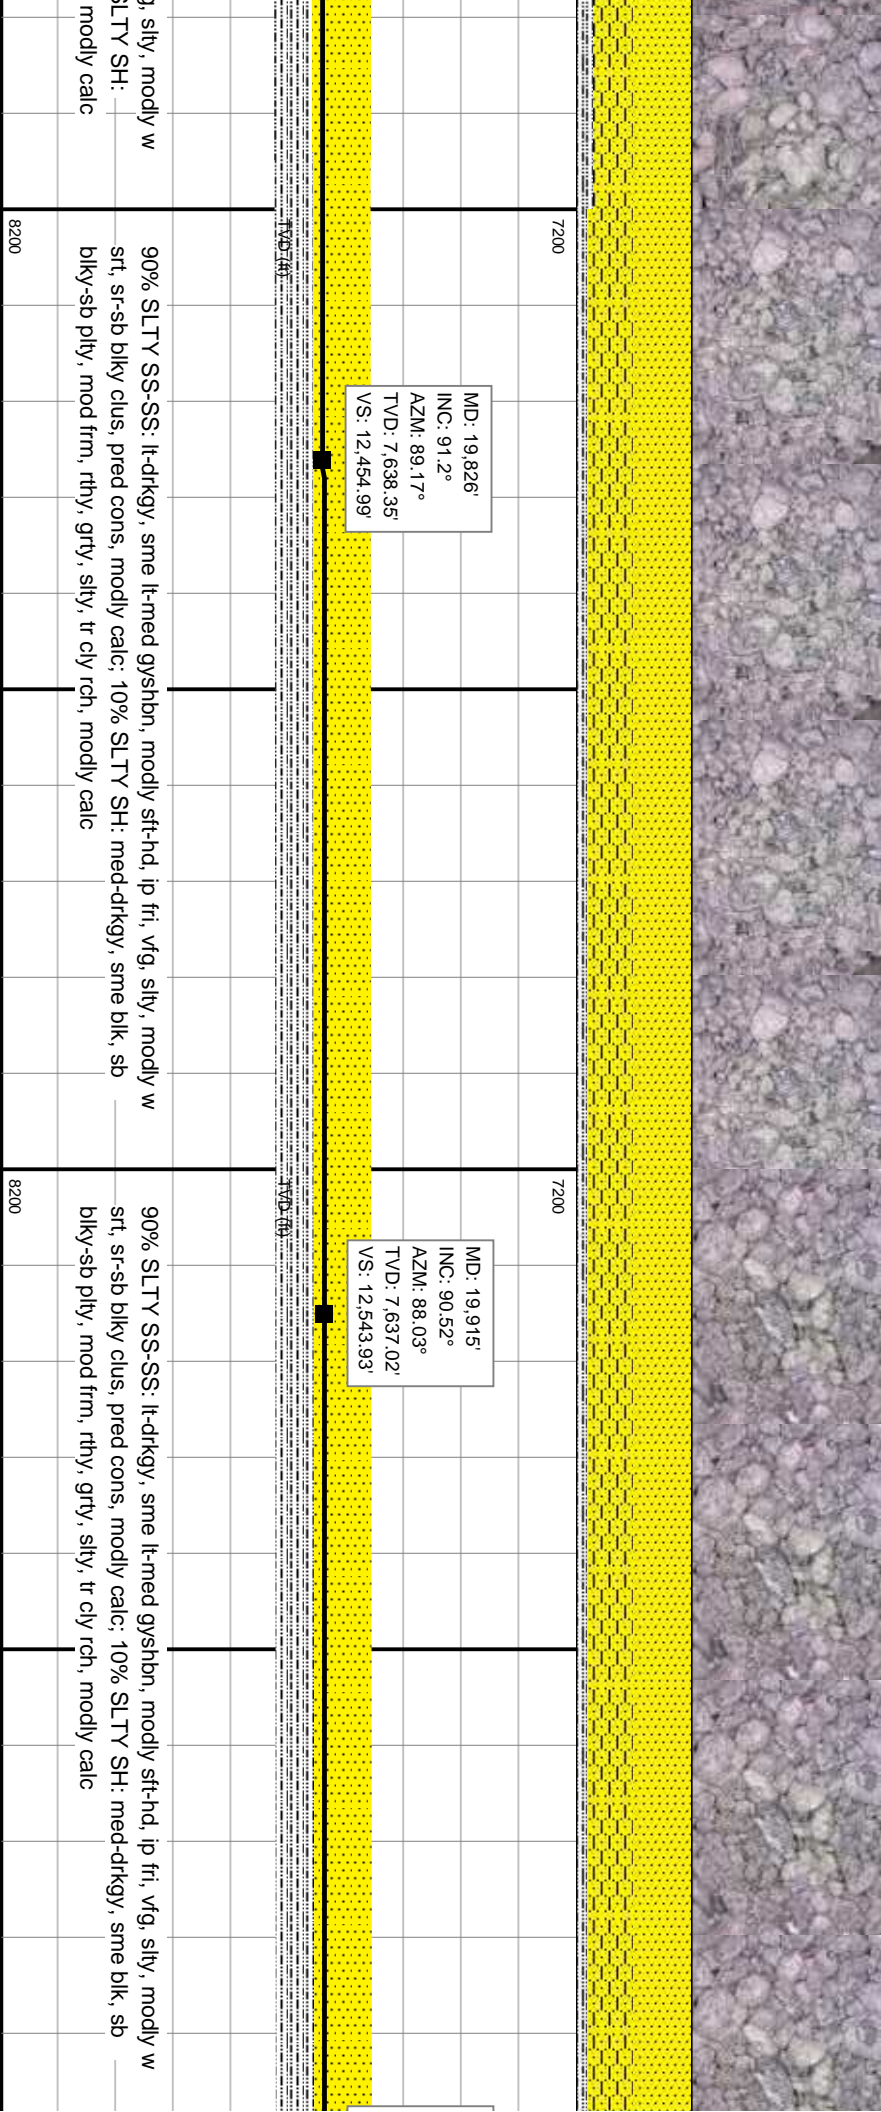 g, slty, modly w
SLTY SH:
modly calc
7200
TVD (ft)
8200
MD: 19,826'
INC: 91.2°
AZM: 89.17°
TVD: 7,638.35'
VS: 12,454.99'
90% SLTY SS-SS: lt-drkgy, sme lt-med gyshbn, modly sft-hd, ip fri, vfg, slty, modly w
srt, sr-sb blky clus, pred cons, modly calc; 10% SLTY SH: med-drkgy, sme blk, sb
blky-sb plty, mod frm, rthy, grty, slty, tr cly rch, modly calc
7200
TVD (ft)
8200
MD: 19,915'
INC: 90.52°
AZM: 88.03°
TVD: 7,637.02'
VS: 12,543.93'
90% SLTY SS-SS: lt-drkgy, sme lt-med gyshbn, modly sft-hd, ip fri, vfg, slty, modly w
srt, sr-sb blky clus, pred cons, modly calc; 10% SLTY SH: med-drkgy, sme blk, sb
blky-sb plty, mod frm, rthy, grty, slty, tr cly rch, modly calc